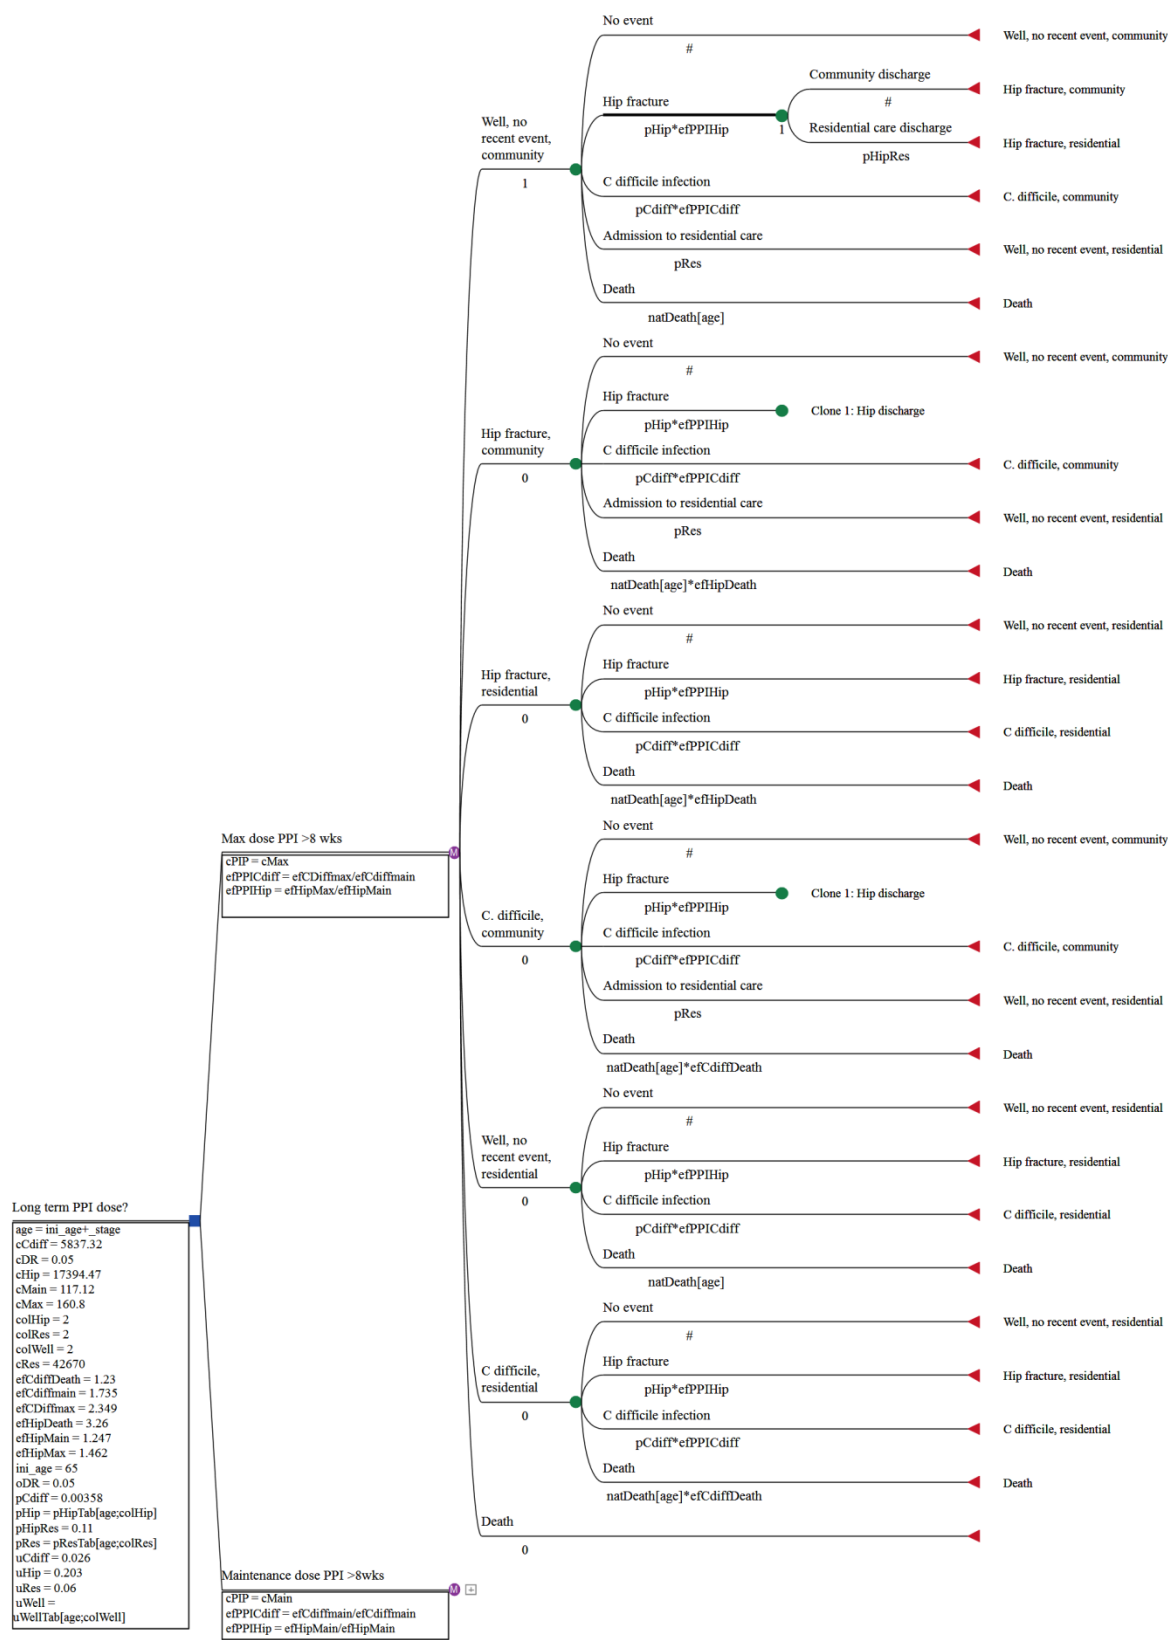 No event
#
Well, no recent event, community
Community discharge
#
Hip fracture, community
Hip fracture
pHip*efPPIHip
1
Residential care discharge
pHipRes
Hip fracture, residential
Well, no
recent event,
community
1
C difficile infection
pCdiff*efPPICdiff
C. difficile, community
Admission to residential care
pRes
Well, no recent event, residential
Death
natDeath[age]
Death
No event
#
Well, no recent event, community
Hip fracture
pHip*efPPIHip
Clone 1: Hip discharge
Hip fracture,
community
0
C difficile infection
pCdiff*efPPICdiff
C. difficile, community
Admission to residential care
pRes
Well, no recent event, residential
Death
natDeath[age]*efHipDeath
Death
No event
#
Well, no recent event, residential
Hip fracture
pHip*efPPIHip
Hip fracture, residential
Hip fracture,
residential
0
C difficile infection
pCdiff*efPPICdiff
C difficile, residential
Death
natDeath[age]*efHipDeath
Death
Max dose PPI >8 wks
M
cPIP = cMax
efPPICdiff = efCDiffmax/efCdiffmain
efPPIHip = efHipMax/efHipMain
No event
#
Well, no recent event, community
Hip fracture
pHip*efPPIHip
Clone 1: Hip discharge
C. difficile,
community
0
C difficile infection
pCdiff*efPPICdiff
C. difficile, community
Admission to residential care
pRes
Well, no recent event, residential
Death
natDeath[age]*efCdiffDeath
Death
No event
#
Well, no recent event, residential
Hip fracture
pHip*efPPIHip
Hip fracture, residential
Well, no
recent event,
residential
0
C difficile infection
pCdiff*efPPICdiff
C difficile, residential
Death
natDeath[age]
Death
No event
#
Well, no recent event, residential
Hip fracture
pHip*efPPIHip
Hip fracture, residential
C difficile,
residential
0
C difficile infection
pCdiff*efPPICdiff
C difficile, residential
Death
natDeath[age]*efCdiffDeath
Death
Death
0
Long term PPI dose?
age = ini_age+_stage
cCdiff = 5837.32
cDR = 0.05
cHip = 17394.47
cMain = 117.12
cMax = 160.8
colHip = 2
colRes = 2
colWell = 2
cRes = 42670
efCdiffDeath = 1.23
efCdiffmain = 1.735
efCDiffmax = 2.349
efHipDeath = 3.26
efHipMain = 1.247
efHipMax = 1.462
ini_age = 65
oDR = 0.05
pCdiff = 0.00358
pHip = pHipTab[age;colHip]
pHipRes = 0.11
pRes = pResTab[age;colRes]
uCdiff = 0.026
uHip = 0.203
uRes = 0.06
uWell =
uWellTab[age;colWell]
Maintenance dose PPI >8wks
M
+
cPIP = cMain
efPPICdiff = efCdiffmain/efCdiffmain
efPPIHip = efHipMain/efHipMain